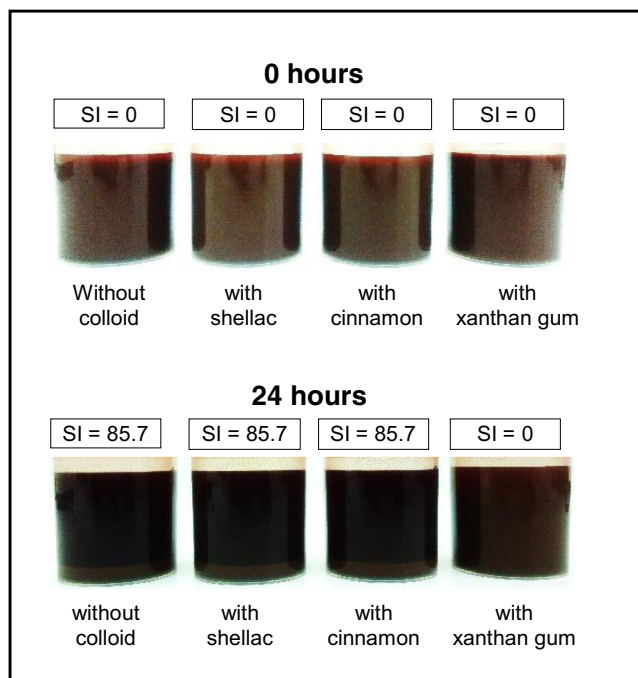 0 hours
SI = 0 SI = 0 SI = 0 SI = 0
Without with with with
colloid shellac cinnamon xanthan gum
24 hours
SI = 85.7 SI = 85.7 SI = 85.7 SI = 0
without with with with
colloid shellac cinnamon xanthan gum